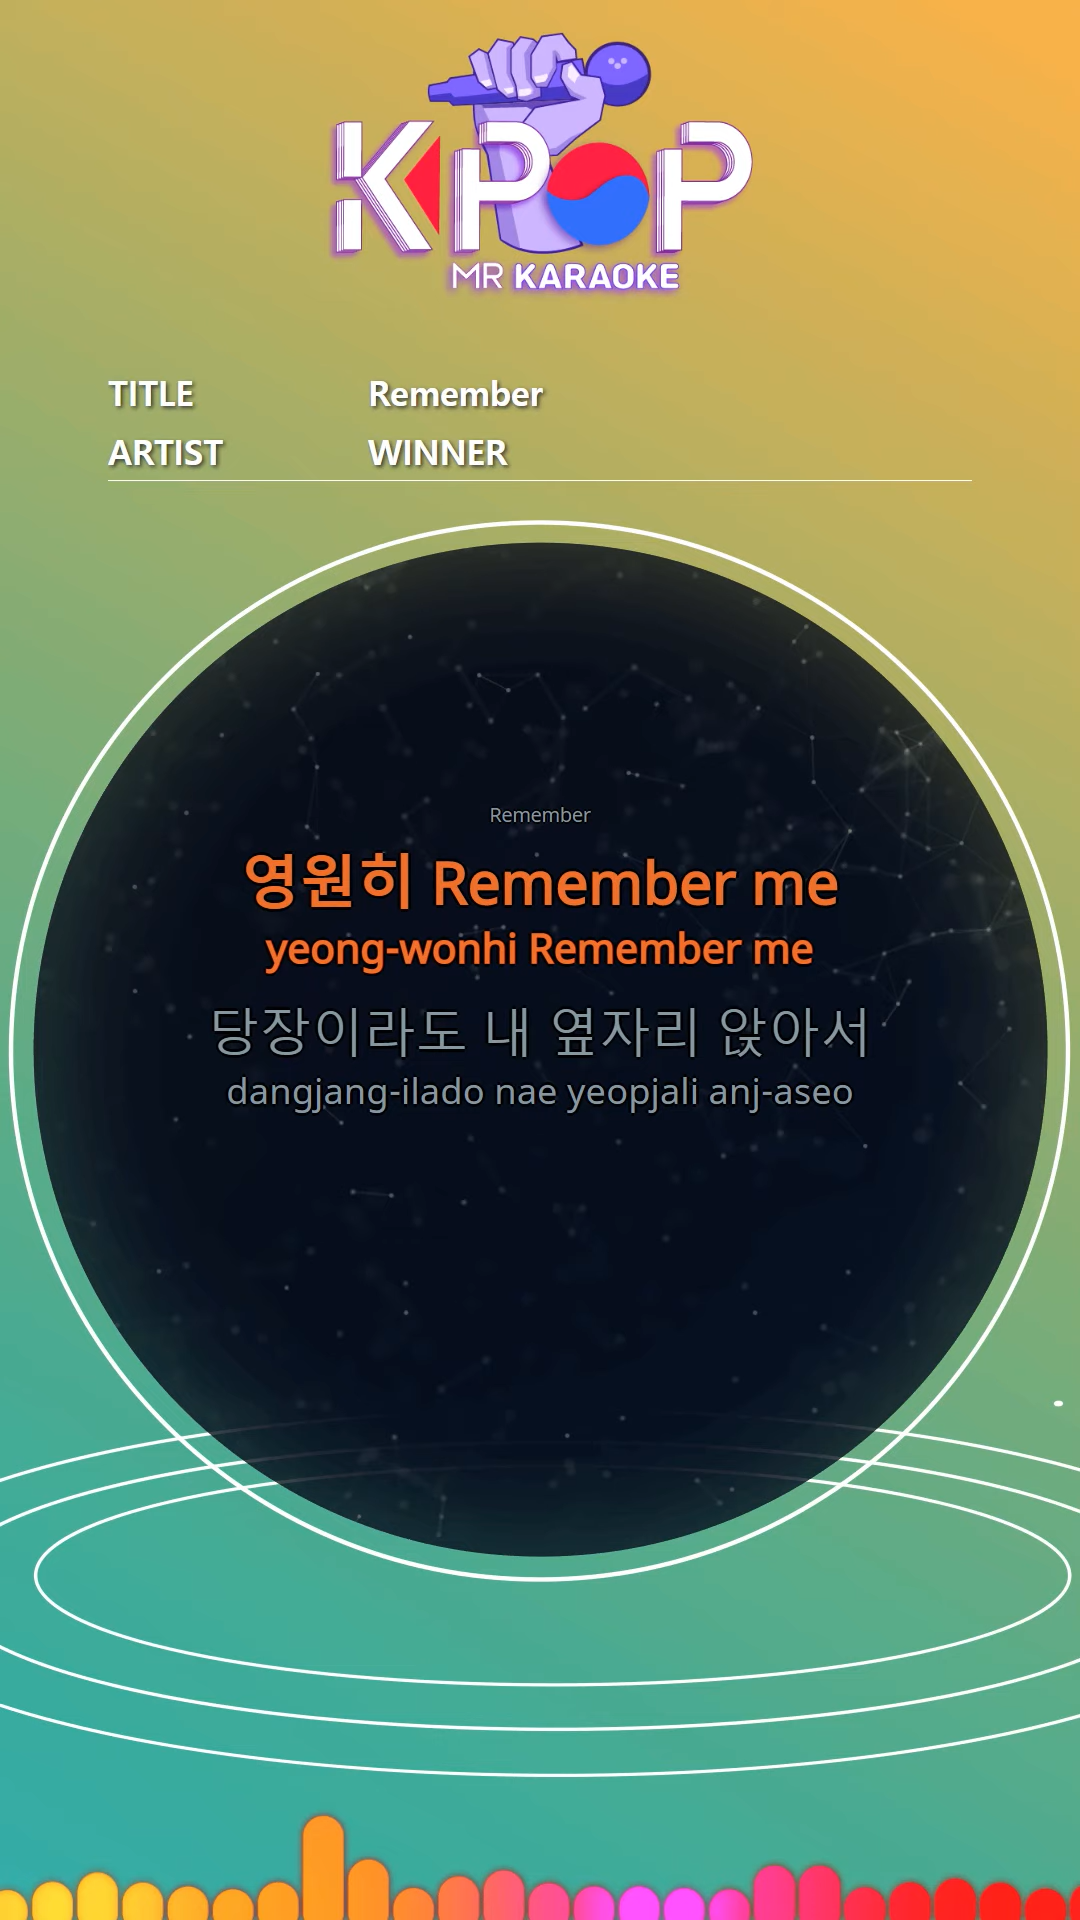 KPOP
MR KARAOKE
TITLE Remember
ARTIST WINNER
Remember
영원히 Remember me
yeong-wonhi Remember me
당장이라도 내 옆자리 앉아서
dangjang-ilado nae yeopjali anj-aseo